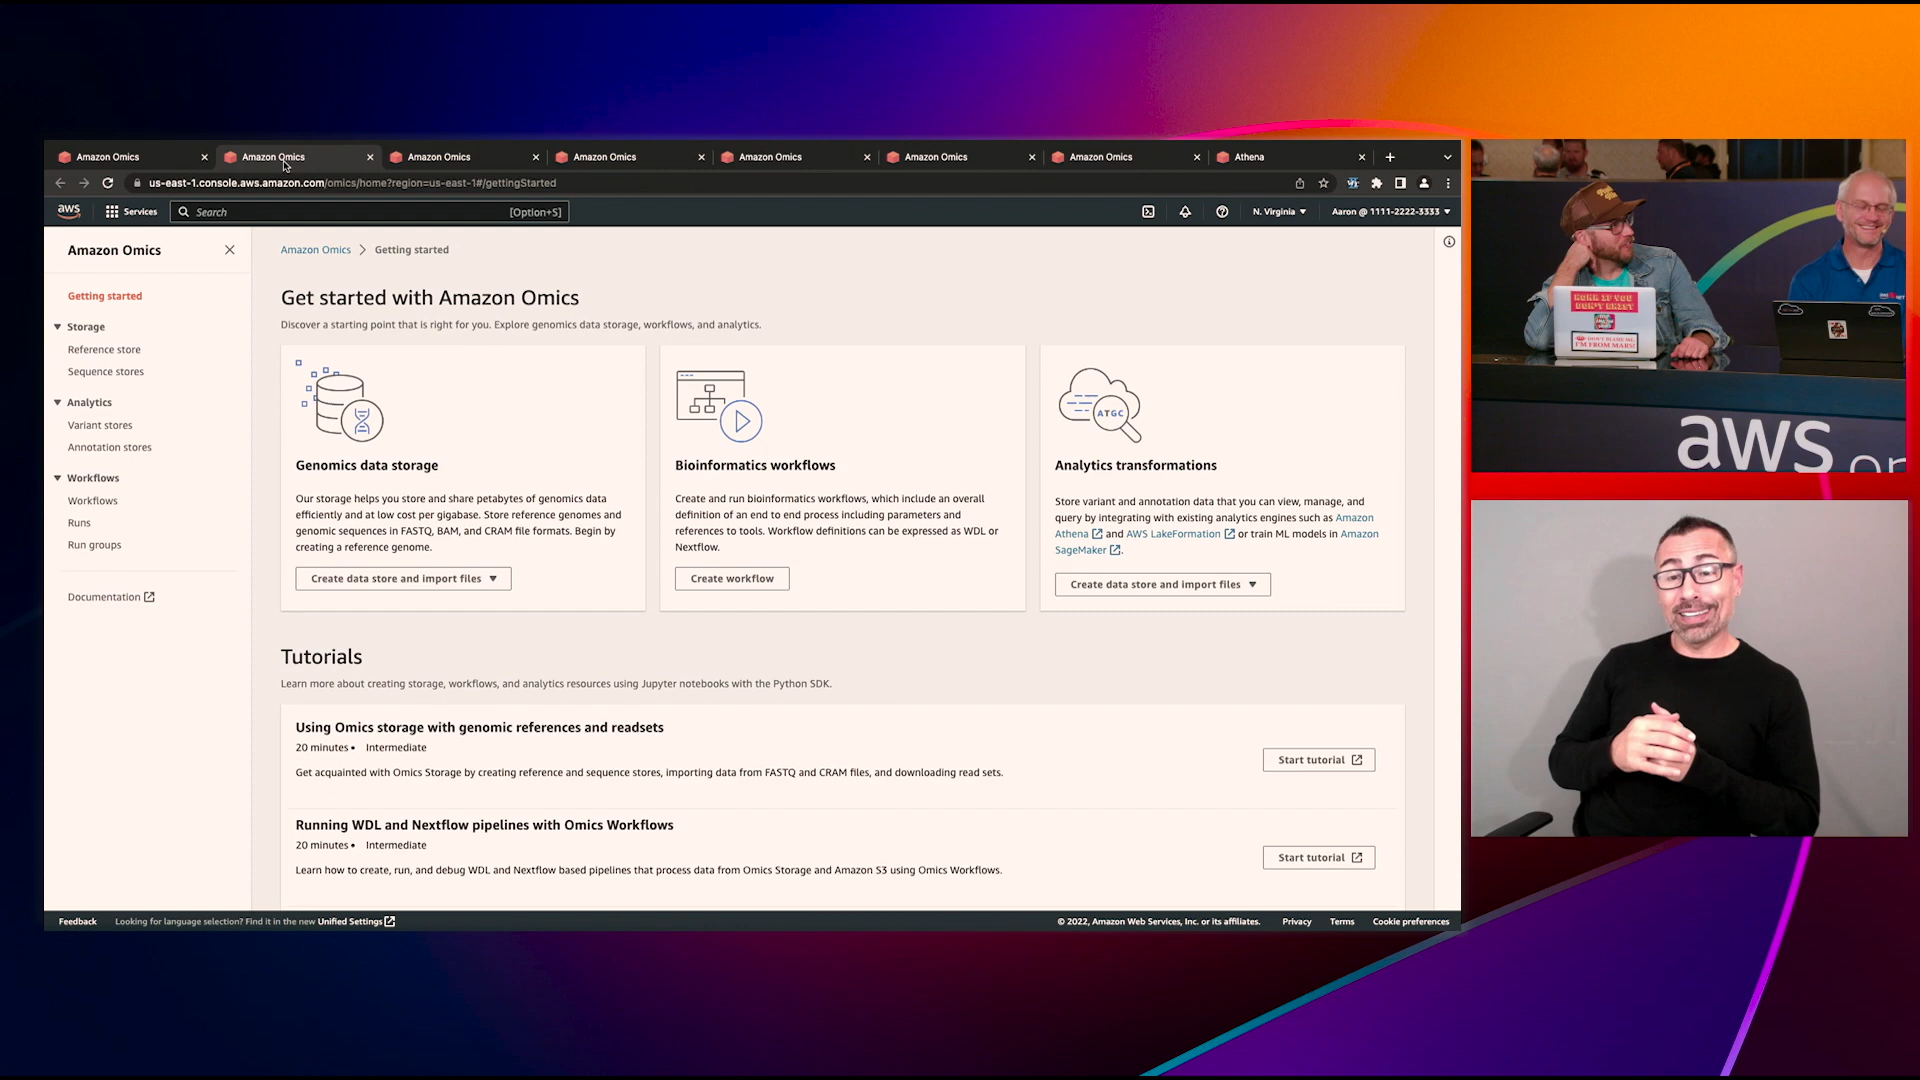 Amazon Omics
Amazon Omics
Amazon Omics
Amazon Omics
Amazon Omics
Amazon Omics
Amazon Omics
Athena
us-east-1.console.aws.amazon.com/omics/home?region=us-east-1#/gettingStarted
aws
Services
Search
[Option+S]
N. Virginia
Aaron @ 1111-2222-3333
Amazon Omics
Getting started
Storage
Reference store
Sequence stores
Analytics
Variant stores
Annotation stores
Workflows
Workflows
Runs
Run groups
Documentation
Amazon Omics > Getting started
Get started with Amazon Omics
Discover a starting point that is right for you. Explore genomics data storage, workflows, and analytics.
Genomics data storage
Our storage helps you store and share petabytes of genomics data
efficiently and at low cost per gigabase. Store reference genomes and
genomic sequences in FASTQ, BAM, and CRAM file formats. Begin by
creating a reference genome.
Create data store and import files
Bioinformatics workflows
Create and run bioinformatics workflows, which include an overall
definition of an end to end process including parameters and
references to tools. Workflow definitions can be expressed as WDL or
Nextflow.
Create workflow
ATGC
Analytics transformations
Store variant and annotation data that you can view, manage, and
query by integrating with existing analytics engines such as Amazon
Athena and AWS LakeFormation or train ML models in Amazon
SageMaker.
Create data store and import files
Tutorials
Learn more about creating storage, workflows, and analytics resources using Jupyter notebooks with the Python SDK.
Using Omics storage with genomic references and readsets
20 minutes • Intermediate
Get acquainted with Omics Storage by creating reference and sequence stores, importing data from FASTQ and CRAM files, and downloading read sets.
Start tutorial
Running WDL and Nextflow pipelines with Omics Workflows
20 minutes • Intermediate
Learn how to create, run, and debug WDL and Nextflow based pipelines that process data from Omics Storage and Amazon S3 using Omics Workflows.
Start tutorial
Feedback
Looking for language selection? Find it in the new Unified Settings
© 2022, Amazon Web Services, Inc. or its affiliates.
Privacy
Terms
Cookie preferences
HONK IF YOU
DON'T EXIST
DON'T BLAME ME,
I'M FROM MARS!
aws on